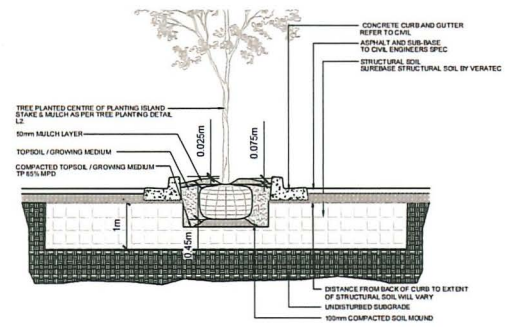 CONCRETE CURB AND GUTTER
REFER TO CIVIL
ASPHALT AND SUB-BASE
TO CIVIL ENGINEERS SPEC
STRUCTURAL SOIL
SUREBASE STRUCTURAL SOIL BY VERATEC
TREE PLANTED CENTRE OF PLANTING ISLAND
STAKE & MULCH AS PER TREE PLANTING DETAIL
L2.
50mm MULCH LAYER
TOPSOIL / GROWING MEDIUM
COMPACTED TOPSOIL / GROWING MEDIUM
TP 85% MPD
0.025m
0.075m
1m
0.45m
DISTANCE FROM BACK OF CURB TO EXTENT
OF STRUCTURAL SOIL WILL VARY
UNDISTURBED SUBGRADE
100mm COMPACTED SOIL MOUND